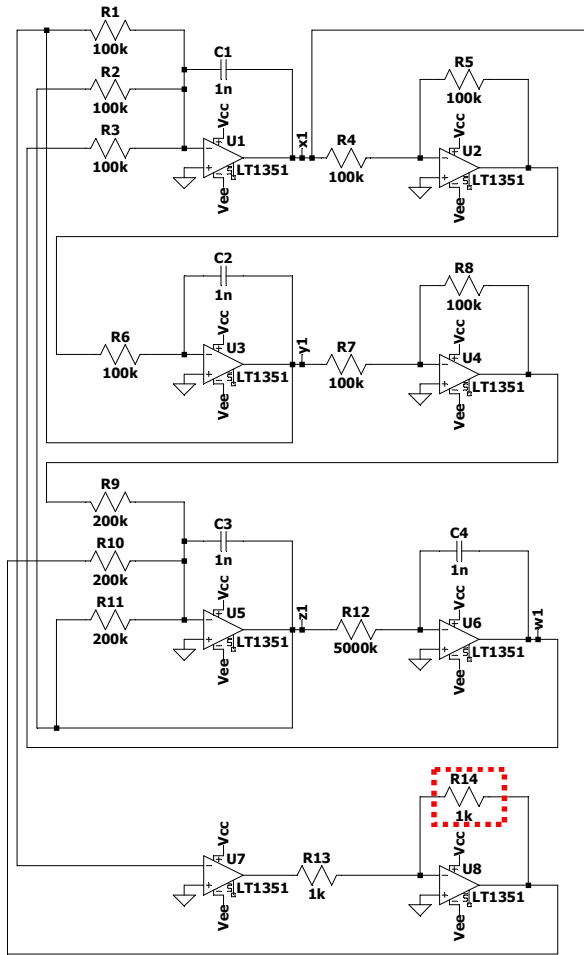 R1
100k
R2
100k
R3
100k
C1
1n
Vcc
U1
LT1351
Vee
x1
R4
100k
R5
100k
Vcc
U2
LT1351
Vee
R6
100k
C2
1n
Vcc
U3
LT1351
Vee
y1
R7
100k
R8
100k
Vcc
U4
LT1351
Vee
R9
200k
R10
200k
R11
200k
C3
1n
Vcc
U5
LT1351
Vee
z1
R12
5000k
C4
1n
Vcc
U6
LT1351
Vee
w1
Vcc
U7
LT1351
Vee
R13
1k
R14
1k
Vcc
U8
LT1351
Vee